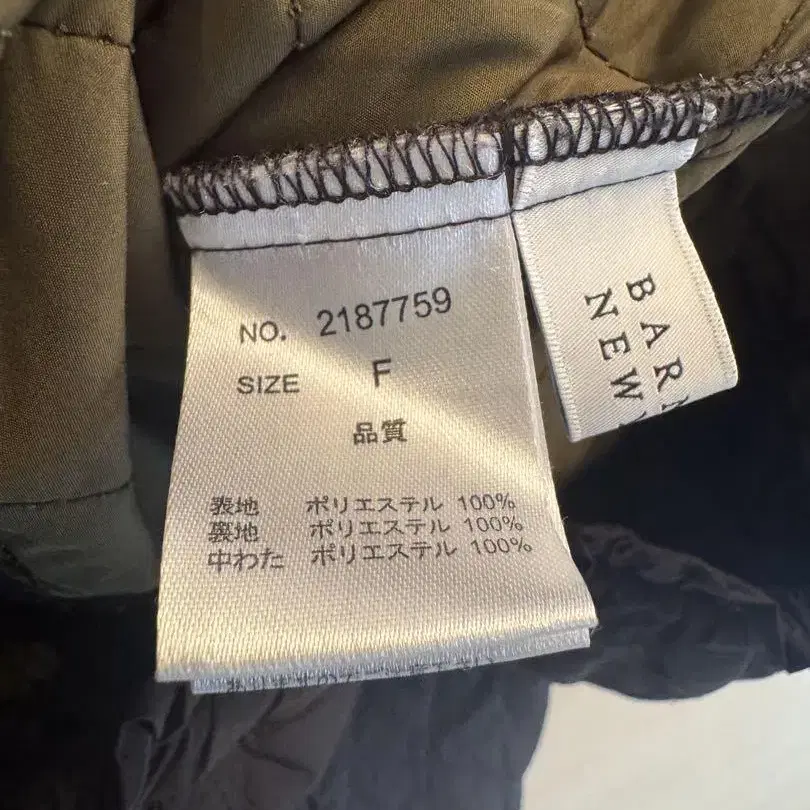 NO. 2187759
SIZE F
品質
表地 ポリエステル 100%
裏地 ポリエステル 100%
中わた ポリエステル 100%
NEW